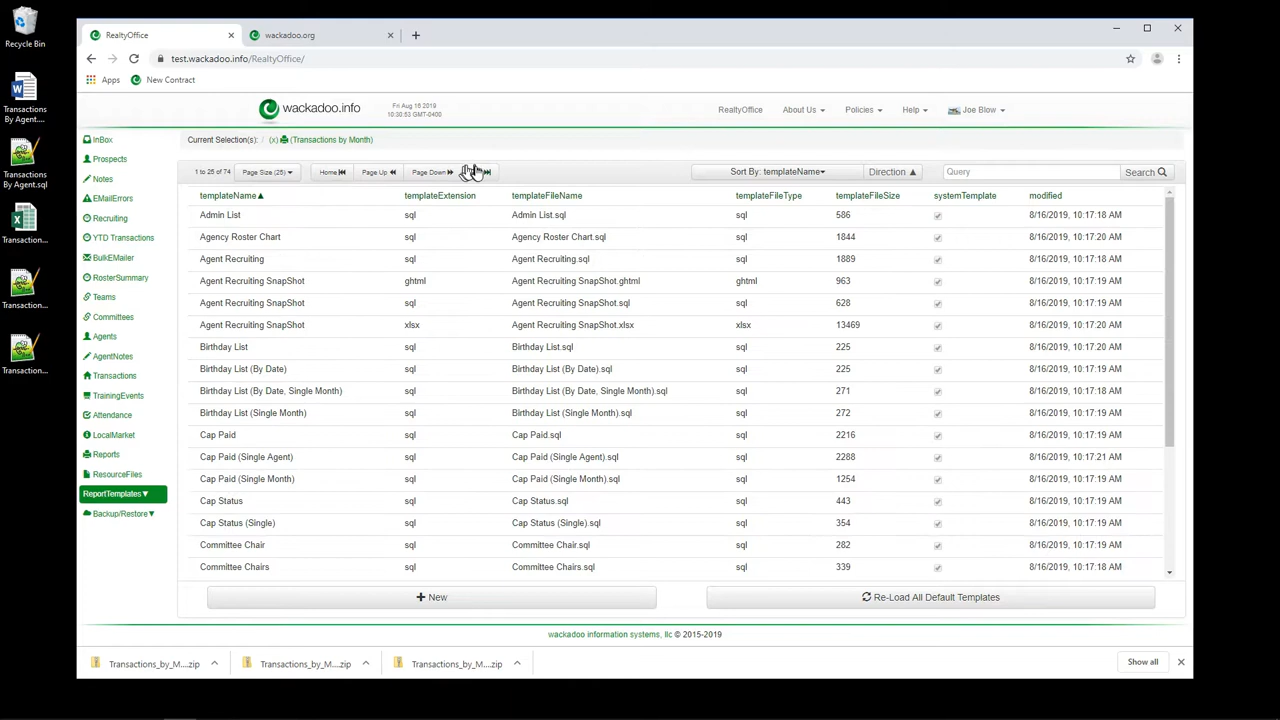 Recycle Bin
Transactions
By Agent....
Transactions
By Agent.sql
Transaction...
Transaction...
Transaction...
RealtyOffice
wackadoo.org
test.wackadoo.info/RealtyOffice/
Apps
New Contract
wackadoo.info
Fri Aug 16 2019
10:30:53 GMT-0400
RealtyOffice
About Us
Policies
Help
Joe Blow
Current Selection(s): / (x) (Transactions by Month)
InBox
Prospects
Notes
EMailErrors
Recruiting
YTD Transactions
BulkEMailer
RosterSummary
Teams
Committees
Agents
AgentNotes
Transactions
TrainingEvents
Attendance
LocalMarket
Reports
ResourceFiles
ReportTemplates▼
Backup/Restore▼
1 to 25 of 74
Page Size (25)
Home
Page Up
Page Down
Sort By: templateName▾
Direction ▲
Query
Search
templateName▲ templateExtension templateFileName templateFileType templateFileSize systemTemplate modified
Admin List sql Admin List.sql sql 586 8/16/2019, 10:17:18 AM
Agency Roster Chart sql Agency Roster Chart.sql sql 1844 8/16/2019, 10:17:20 AM
Agent Recruiting sql Agent Recruiting.sql sql 1889 8/16/2019, 10:17:20 AM
Agent Recruiting SnapShot ghtml Agent Recruiting SnapShot.ghtml ghtml 963 8/16/2019, 10:17:19 AM
Agent Recruiting SnapShot sql Agent Recruiting SnapShot.sql sql 628 8/16/2019, 10:17:19 AM
Agent Recruiting SnapShot xlsx Agent Recruiting SnapShot.xlsx xlsx 13469 8/16/2019, 10:17:20 AM
Birthday List sql Birthday List.sql sql 225 8/16/2019, 10:17:20 AM
Birthday List (By Date) sql Birthday List (By Date).sql sql 225 8/16/2019, 10:17:19 AM
Birthday List (By Date, Single Month) sql Birthday List (By Date, Single Month).sql sql 271 8/16/2019, 10:17:18 AM
Birthday List (Single Month) sql Birthday List (Single Month).sql sql 272 8/16/2019, 10:17:19 AM
Cap Paid sql Cap Paid.sql sql 2216 8/16/2019, 10:17:19 AM
Cap Paid (Single Agent) sql Cap Paid (Single Agent).sql sql 2288 8/16/2019, 10:17:21 AM
Cap Paid (Single Month) sql Cap Paid (Single Month).sql sql 1254 8/16/2019, 10:17:19 AM
Cap Status sql Cap Status.sql sql 443 8/16/2019, 10:17:19 AM
Cap Status (Single) sql Cap Status (Single).sql sql 354 8/16/2019, 10:17:19 AM
Committee Chair sql Committee Chair.sql sql 282 8/16/2019, 10:17:19 AM
Committee Chairs sql Committee Chairs.sql sql 339 8/16/2019, 10:17:18 AM
New
Re-Load All Default Templates
wackadoo information systems, llc © 2015-2019
Transactions_by_M....zip
Transactions_by_M....zip
Transactions_by_M....zip
Show all